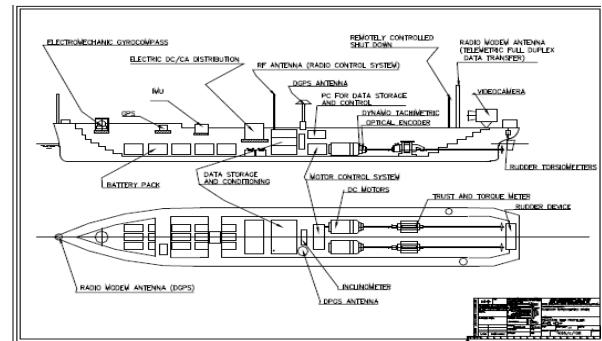 ELECTROMECHANIC GYROCOMPASS
ELECTRIC DC/CA DISTRIBUTION
IMU
GPS
RF ANTENNA (RADIO CONTROL SYSTEM)
DGPS ANTENNA
REMOTELY CONTROLLED
SHUT DOWN
RADIO MODEM ANTENNA
(TELEMETRIC FULL DUPLEX
DATA TRANSFER)
VIDEOCAMERA
PC FOR DATA STORAGE
AND CONTROL
DYNAMO TACHIMETRIC
OPTICAL ENCODER
BATTERY PACK
DATA STORAGE
AND CONDITIONING
MOTOR CONTROL SYSTEM
DC MOTORS
RUDDER TORSIOMETERS
TRUST AND TORQUE METER
RUDDER DEVICE
RADIO MODEM ANTENNA (DGPS)
INCLINOMETER
DPGS ANTENNA